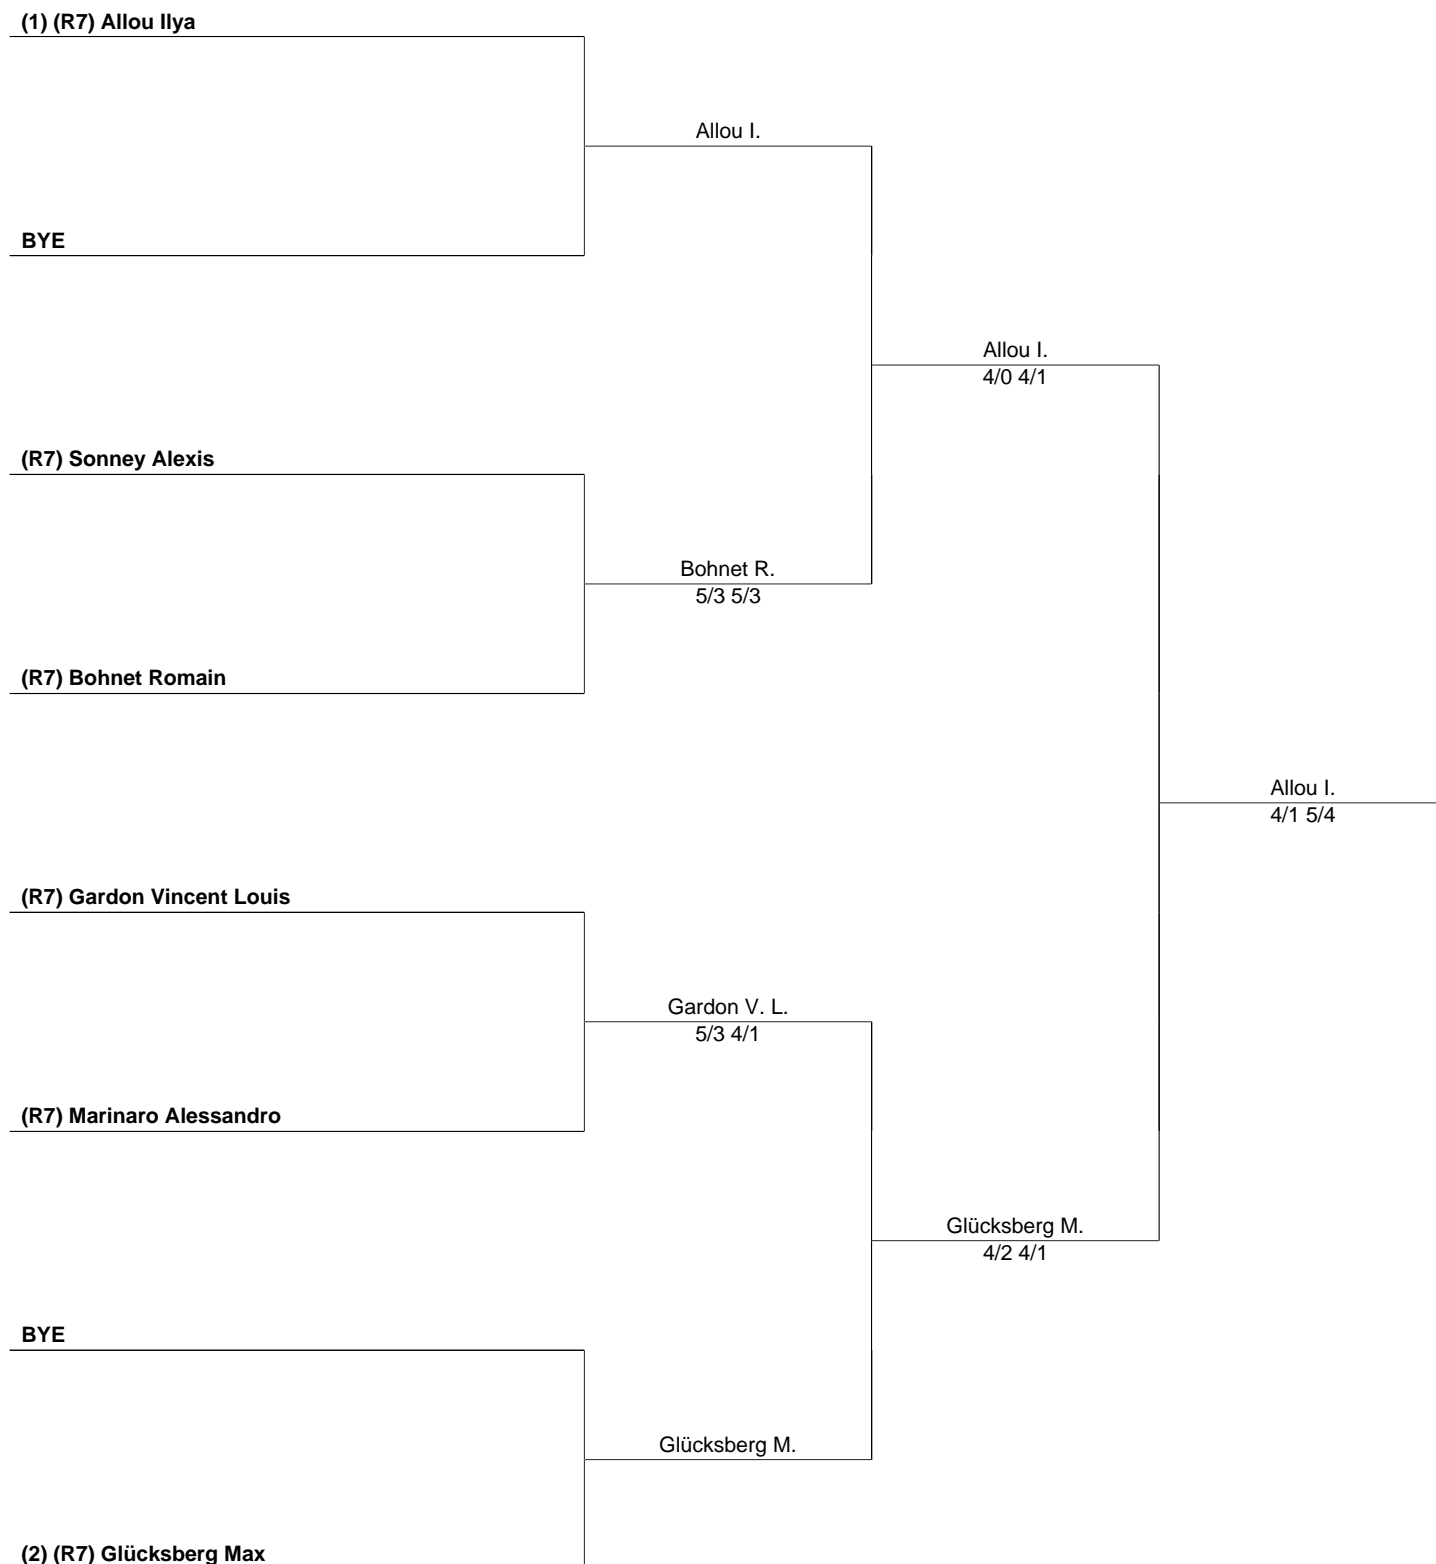 (1) (R7) Allou Ilya
Allou I.
BYE
Allou I.
4/0 4/1
(R7) Sonney Alexis
Bohnet R.
5/3 5/3
(R7) Bohnet Romain
Allou I.
4/1 5/4
(R7) Gardon Vincent Louis
Gardon V. L.
5/3 4/1
(R7) Marinaro Alessandro
Glücksberg M.
4/2 4/1
BYE
Glücksberg M.
(2) (R7) Glücksberg Max